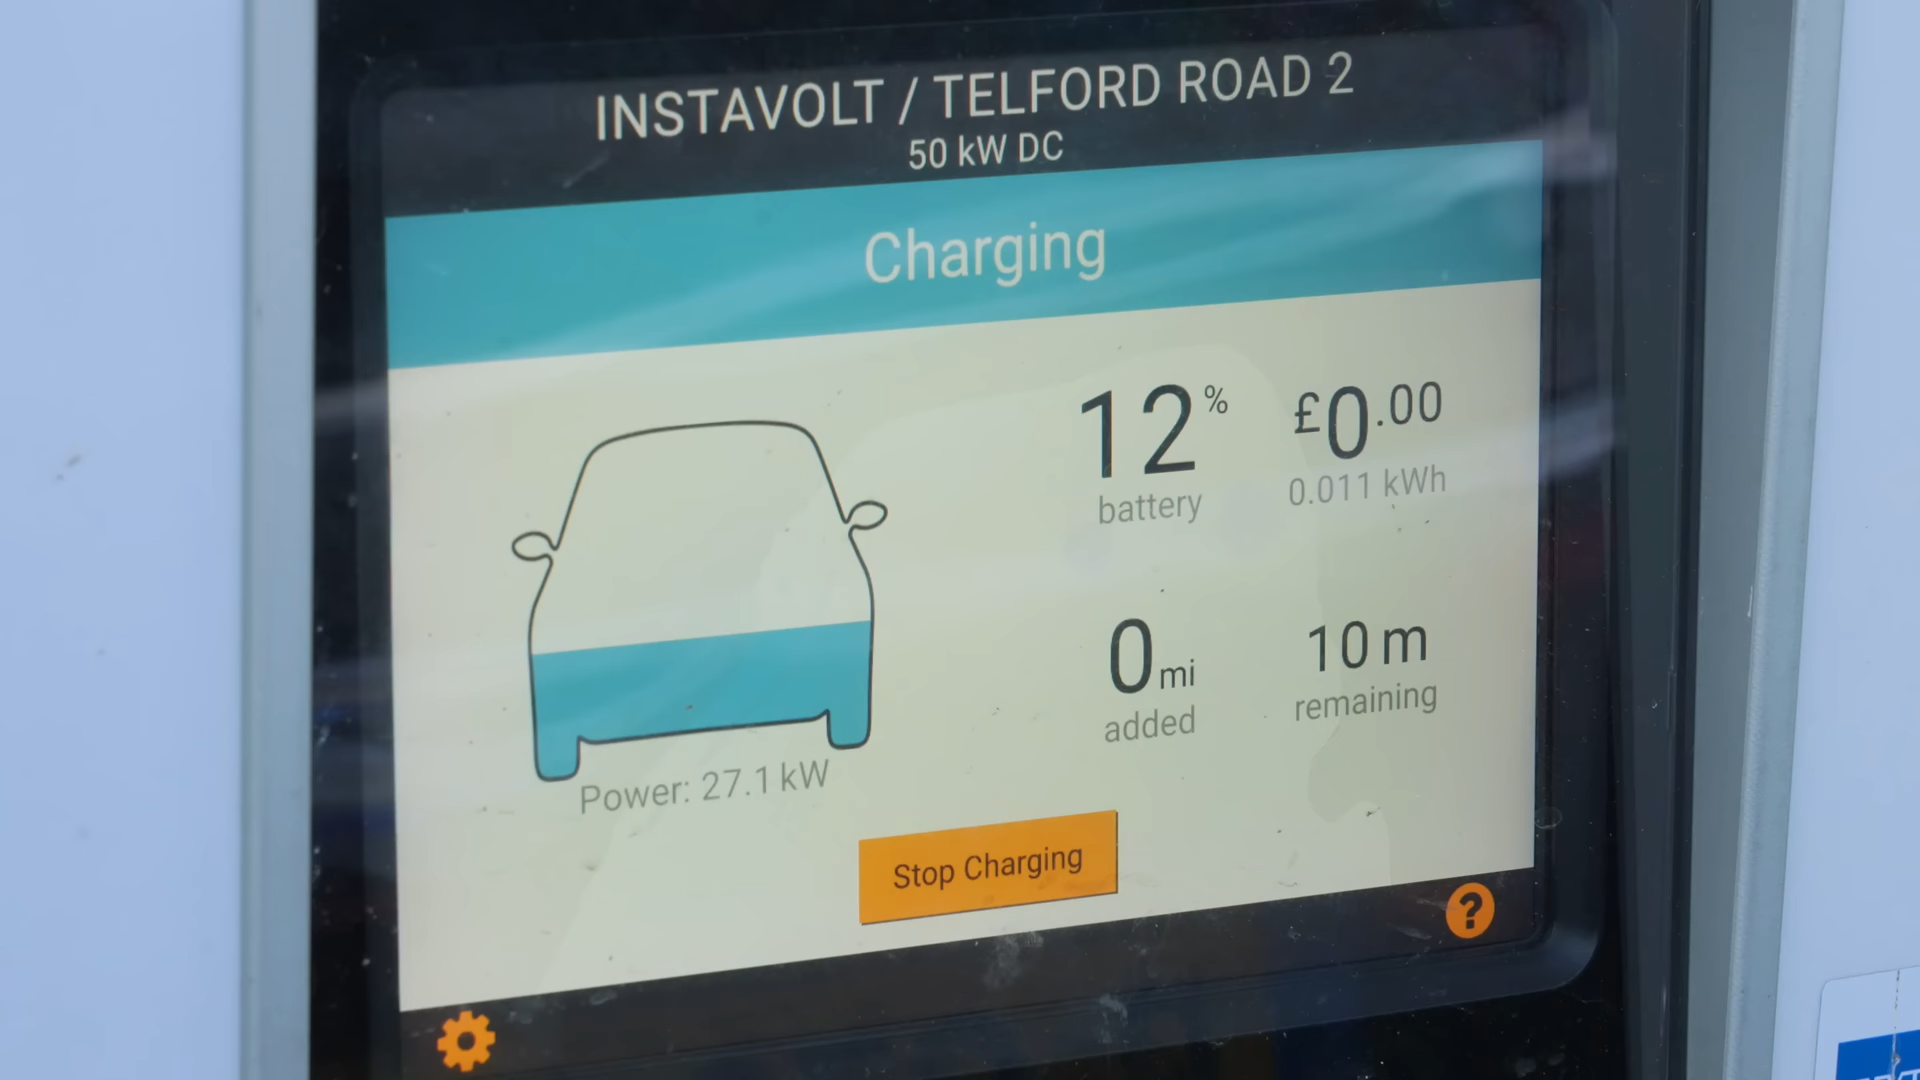 INSTAVOLT / TELFORD ROAD 2
50 kW DC
Charging
12% £0.00
battery 0.011 kWh
0 mi 10 m
added remaining
Power: 27.1 kW
Stop Charging
?